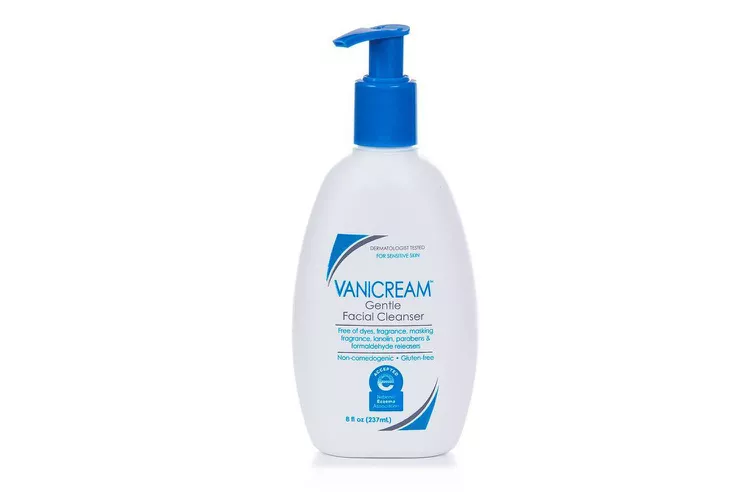 DERMATOLOGIST TESTED
FOR SENSITIVE SKIN
VANICREAM™
Gentle
Facial Cleanser
Free of dyes, fragrance, masking
fragrance, lanolin, parabens &
formaldehyde releasers
Non-comedogenic • Gluten-free
ACCEPTED
e
National
Eczema
Association
8 fl oz (237mL)